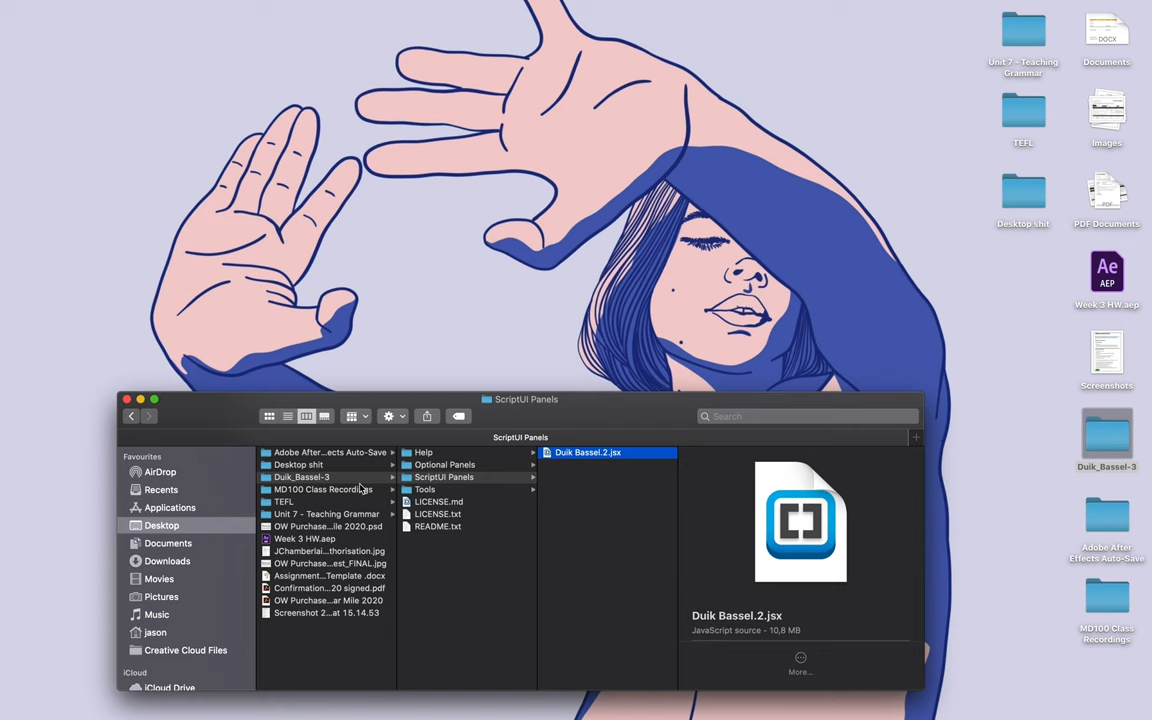 Unit 7 - Teaching
Grammar
DOCX
Documents
TEFL
Images
Desktop shit
PDF
PDF Documents
Ae
AEP
Week 3 HW.aep
Screenshots
Duik_Bassel-3
Adobe After
Effects Auto-Save
MD100 Class
Recordings
ScriptUI Panels
Search
ScriptUI Panels
Favourites
AirDrop
Recents
Applications
Desktop
Documents
Downloads
Movies
Pictures
Music
jason
Creative Cloud Files
iCloud
iCloud Drive
Adobe After...ects Auto-Save
Desktop shit
Duik_Bassel-3
MD100 Class Recordings
TEFL
Unit 7 - Teaching Grammar
OW Purchase...ile 2020.psd
Week 3 HW.aep
JChamberlai...thorisation.jpg
OW Purchase...est_FINAL.jpg
Assignment...Template .docx
Confirmation...20 signed.pdf
OW Purchase...ar Mile 2020
Screenshot 2...at 15.14.53
Help
Optional Panels
ScriptUI Panels
Tools
LICENSE.md
LICENSE.txt
README.txt
Duik Bassel.2.jsx
Duik Bassel.2.jsx
JavaScript source - 10,8 MB
More...